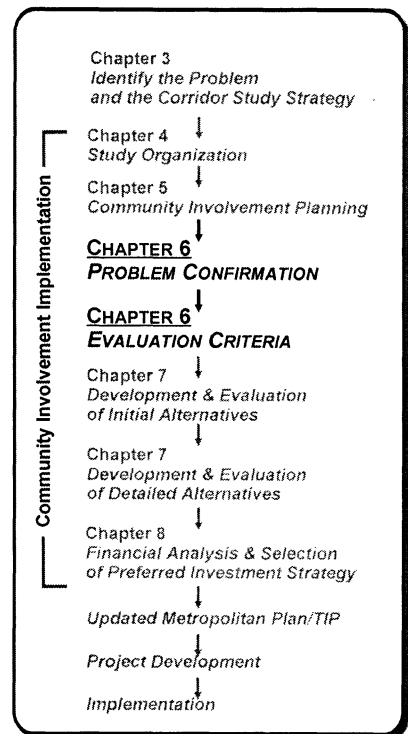 Chapter 3
Identify the Problem
and the Corridor Study Strategy
Chapter 4
Study Organization
Chapter 5
Community Involvement Planning
CHAPTER 6
PROBLEM CONFIRMATION
CHAPTER 6
EVALUATION CRITERIA
Chapter 7
Development & Evaluation
of Initial Alternatives
Chapter 7
Development & Evaluation
of Detailed Alternatives
Chapter 8
Financial Analysis & Selection
of Preferred Investment Strategy
Updated Metropolitan Plan/TIP
Project Development
Implementation
Community Involvement Implementation